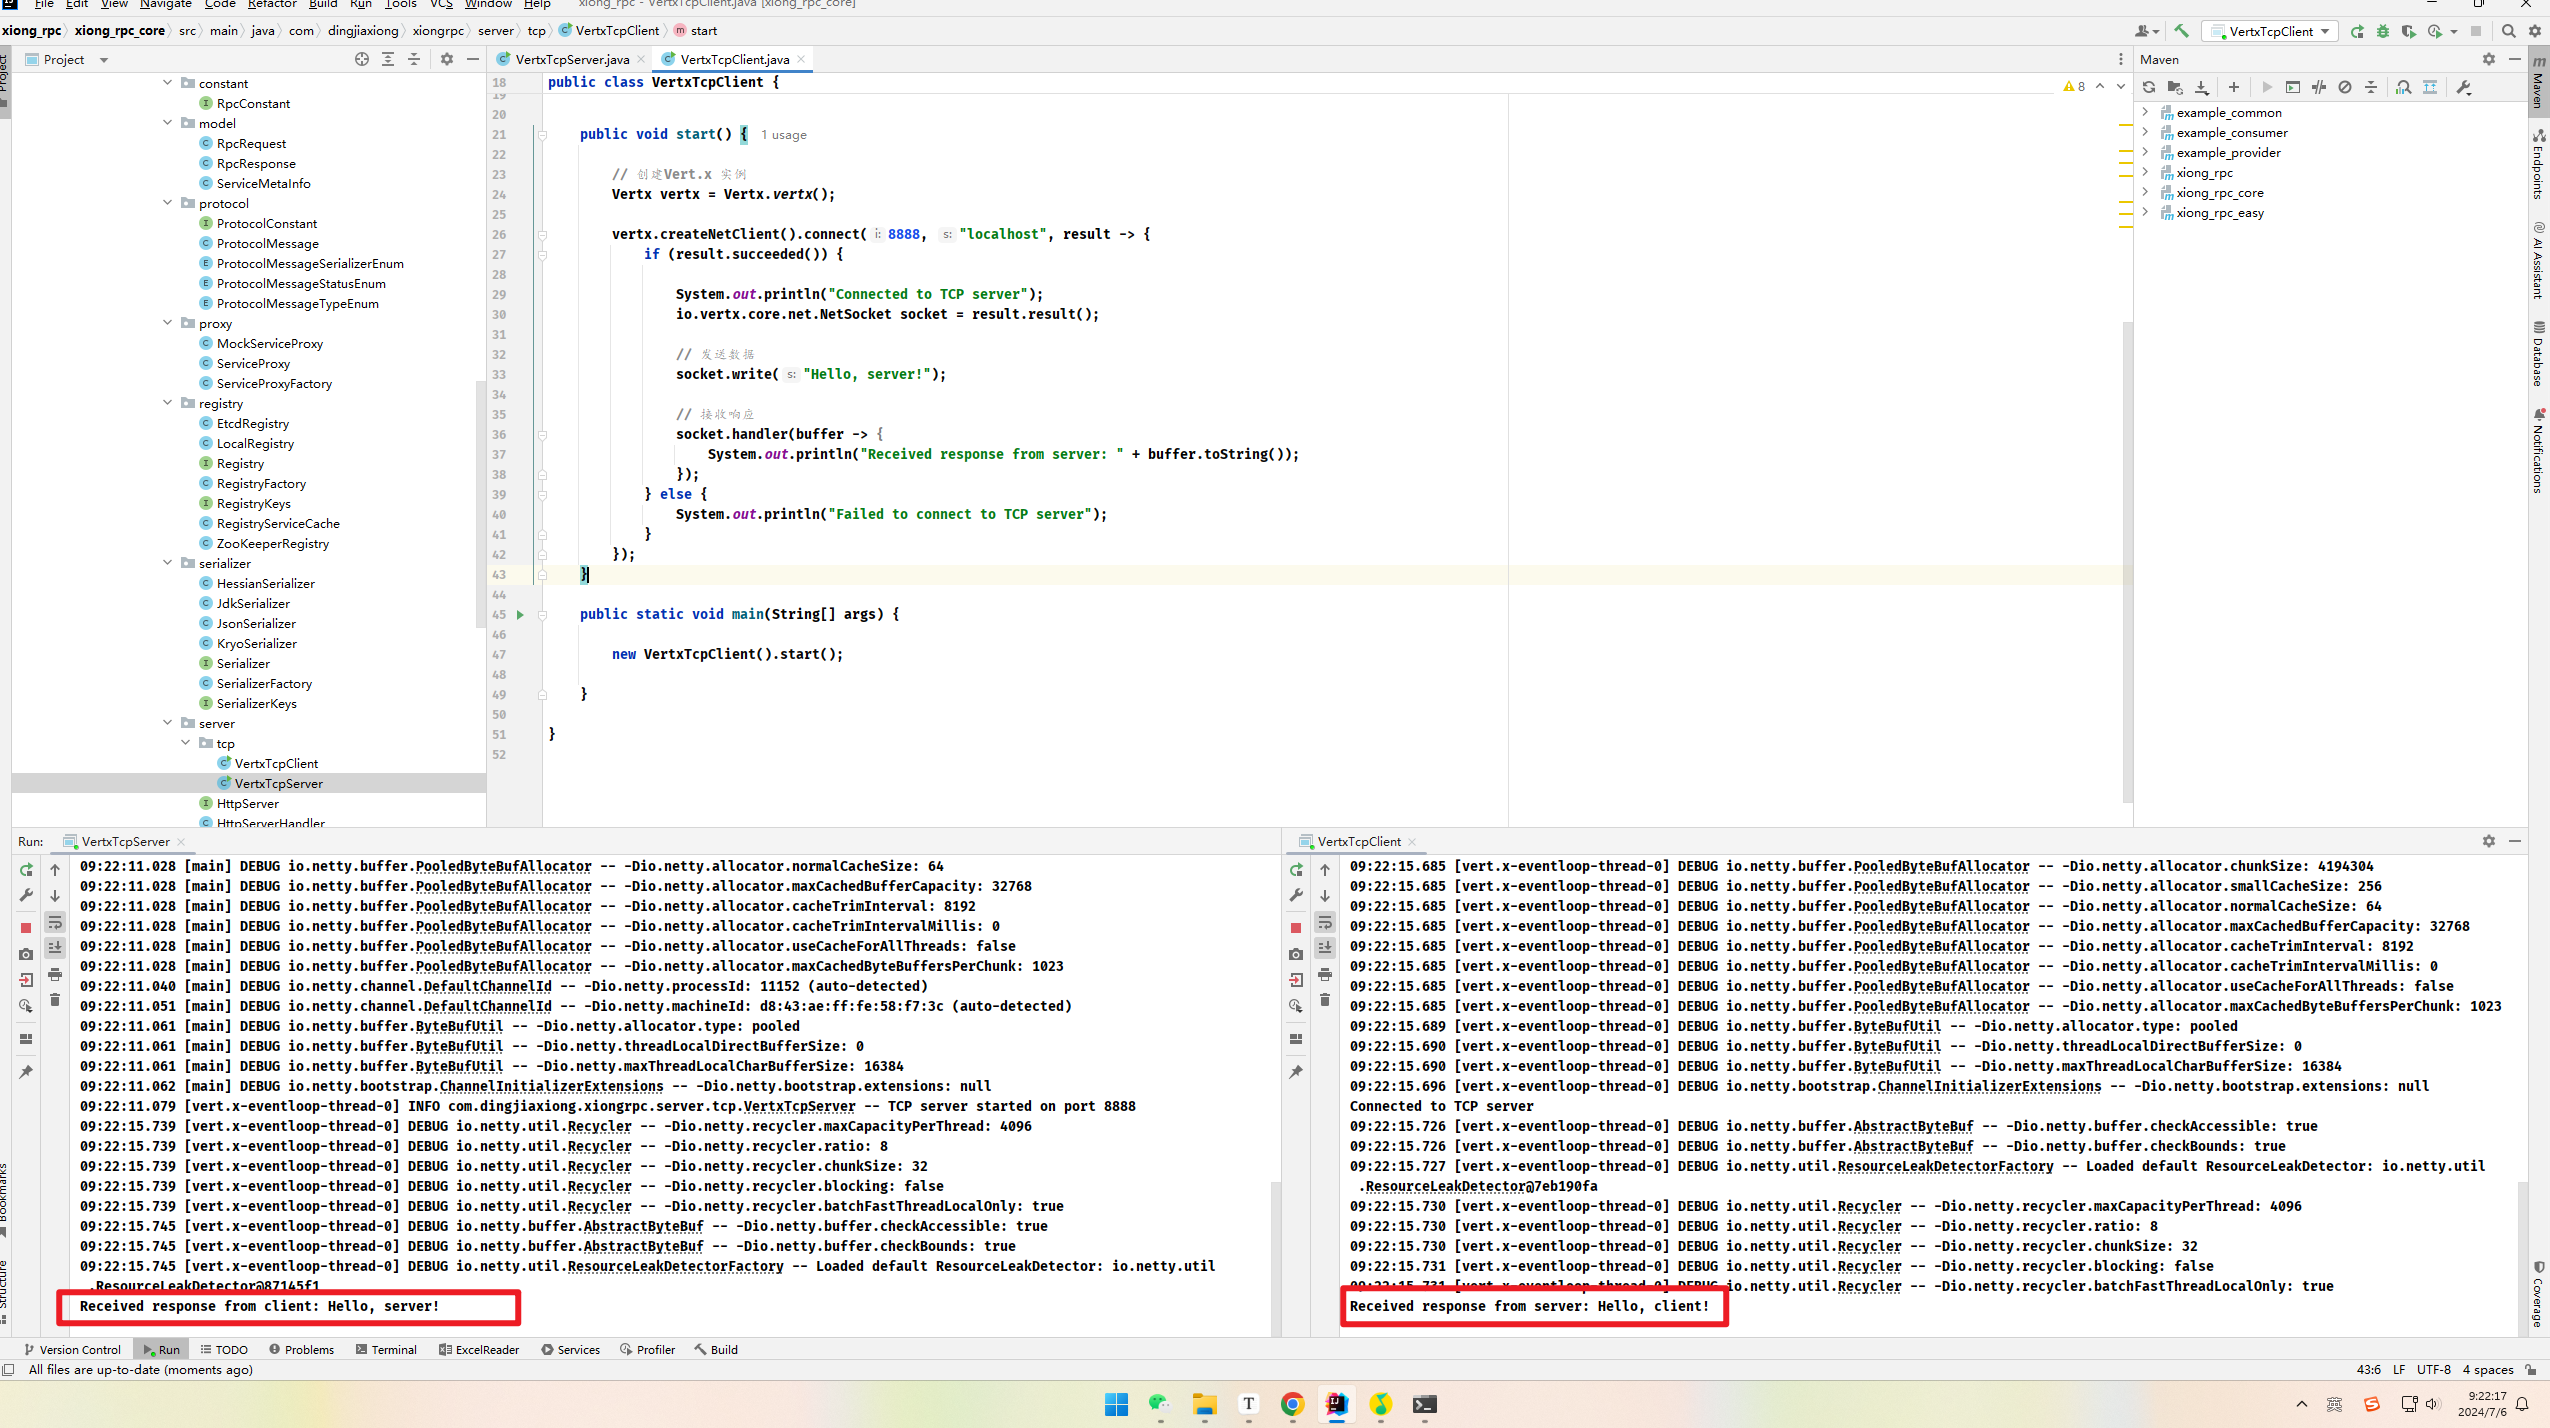 File Edit View Navigate Code Refactor Build Run Tools VCS Window Help xiong_rpc - VertxTcpClient.java [xiong_rpc_core]
xiong_rpc xiong_rpc_core src main java com dingjiaxiong xiongrpc server tcp VertxTcpClient start
VertxTcpClient
Project
VertxTcpServer.java
VertxTcpClient.java
Maven
constant
RpcConstant
model
RpcRequest
RpcResponse
ServiceMetaInfo
protocol
ProtocolConstant
ProtocolMessage
ProtocolMessageSerializerEnum
ProtocolMessageStatusEnum
ProtocolMessageTypeEnum
proxy
MockServiceProxy
ServiceProxy
ServiceProxyFactory
registry
EtcdRegistry
LocalRegistry
Registry
RegistryFactory
RegistryKeys
RegistryServiceCache
ZooKeeperRegistry
serializer
HessianSerializer
JdkSerializer
JsonSerializer
KryoSerializer
Serializer
SerializerFactory
SerializerKeys
server
tcp
VertxTcpClient
VertxTcpServer
HttpServer
HttpServerHandler
8
18 public class VertxTcpClient {
19
20
21 public void start() { 1 usage
22
23 // 创建Vert.x 实例
24 Vertx vertx = Vertx.vertx();
25
26 vertx.createNetClient().connect( i: 8888, s: "localhost", result -> {
27 if (result.succeeded()) {
28
29 System.out.println("Connected to TCP server");
30 io.vertx.core.net.NetSocket socket = result.result();
31
32 // 发送数据
33 socket.write( s: "Hello, server!");
34
35 // 接收响应
36 socket.handler(buffer -> {
37 System.out.println("Received response from server: " + buffer.toString());
38 });
39 } else {
40 System.out.println("Failed to connect to TCP server");
41 }
42 });
43 }
44
45 public static void main(String[] args) {
46
47 new VertxTcpClient().start();
48
49 }
50
51 }
52
example_common
example_consumer
example_provider
xiong_rpc
xiong_rpc_core
xiong_rpc_easy
Project
Bookmarks
Structure
Maven
Endpoints
AI Assistant
Database
Notifications
Coverage
Run: VertxTcpServer
09:22:11.028 [main] DEBUG io.netty.buffer.PooledByteBufAllocator -- -Dio.netty.allocator.normalCacheSize: 64
09:22:11.028 [main] DEBUG io.netty.buffer.PooledByteBufAllocator -- -Dio.netty.allocator.maxCachedBufferCapacity: 32768
09:22:11.028 [main] DEBUG io.netty.buffer.PooledByteBufAllocator -- -Dio.netty.allocator.cacheTrimInterval: 8192
09:22:11.028 [main] DEBUG io.netty.buffer.PooledByteBufAllocator -- -Dio.netty.allocator.cacheTrimIntervalMillis: 0
09:22:11.028 [main] DEBUG io.netty.buffer.PooledByteBufAllocator -- -Dio.netty.allocator.useCacheForAllThreads: false
09:22:11.028 [main] DEBUG io.netty.buffer.PooledByteBufAllocator -- -Dio.netty.allocator.maxCachedByteBuffersPerChunk: 1023
09:22:11.040 [main] DEBUG io.netty.channel.DefaultChannelId -- -Dio.netty.processId: 11152 (auto-detected)
09:22:11.051 [main] DEBUG io.netty.channel.DefaultChannelId -- -Dio.netty.machineId: d8:43:ae:ff:fe:58:f7:3c (auto-detected)
09:22:11.061 [main] DEBUG io.netty.buffer.ByteBufUtil -- -Dio.netty.allocator.type: pooled
09:22:11.061 [main] DEBUG io.netty.buffer.ByteBufUtil -- -Dio.netty.threadLocalDirectBufferSize: 0
09:22:11.061 [main] DEBUG io.netty.buffer.ByteBufUtil -- -Dio.netty.maxThreadLocalCharBufferSize: 16384
09:22:11.062 [main] DEBUG io.netty.bootstrap.ChannelInitializerExtensions -- -Dio.netty.bootstrap.extensions: null
09:22:11.079 [vert.x-eventloop-thread-0] INFO com.dingjiaxiong.xiongrpc.server.tcp.VertxTcpServer -- TCP server started on port 8888
09:22:15.739 [vert.x-eventloop-thread-0] DEBUG io.netty.util.Recycler -- -Dio.netty.recycler.maxCapacityPerThread: 4096
09:22:15.739 [vert.x-eventloop-thread-0] DEBUG io.netty.util.Recycler -- -Dio.netty.recycler.ratio: 8
09:22:15.739 [vert.x-eventloop-thread-0] DEBUG io.netty.util.Recycler -- -Dio.netty.recycler.chunkSize: 32
09:22:15.739 [vert.x-eventloop-thread-0] DEBUG io.netty.util.Recycler -- -Dio.netty.recycler.blocking: false
09:22:15.739 [vert.x-eventloop-thread-0] DEBUG io.netty.util.Recycler -- -Dio.netty.recycler.batchFastThreadLocalOnly: true
09:22:15.745 [vert.x-eventloop-thread-0] DEBUG io.netty.buffer.AbstractByteBuf -- -Dio.netty.buffer.checkAccessible: true
09:22:15.745 [vert.x-eventloop-thread-0] DEBUG io.netty.buffer.AbstractByteBuf -- -Dio.netty.buffer.checkBounds: true
09:22:15.745 [vert.x-eventloop-thread-0] DEBUG io.netty.util.ResourceLeakDetectorFactory -- Loaded default ResourceLeakDetector: io.netty.util
.ResourceLeakDetector@87145f1
Received response from client: Hello, server!
VertxTcpClient
09:22:15.685 [vert.x-eventloop-thread-0] DEBUG io.netty.buffer.PooledByteBufAllocator -- -Dio.netty.allocator.chunkSize: 4194304
09:22:15.685 [vert.x-eventloop-thread-0] DEBUG io.netty.buffer.PooledByteBufAllocator -- -Dio.netty.allocator.smallCacheSize: 256
09:22:15.685 [vert.x-eventloop-thread-0] DEBUG io.netty.buffer.PooledByteBufAllocator -- -Dio.netty.allocator.normalCacheSize: 64
09:22:15.685 [vert.x-eventloop-thread-0] DEBUG io.netty.buffer.PooledByteBufAllocator -- -Dio.netty.allocator.maxCachedBufferCapacity: 32768
09:22:15.685 [vert.x-eventloop-thread-0] DEBUG io.netty.buffer.PooledByteBufAllocator -- -Dio.netty.allocator.cacheTrimInterval: 8192
09:22:15.685 [vert.x-eventloop-thread-0] DEBUG io.netty.buffer.PooledByteBufAllocator -- -Dio.netty.allocator.cacheTrimIntervalMillis: 0
09:22:15.685 [vert.x-eventloop-thread-0] DEBUG io.netty.buffer.PooledByteBufAllocator -- -Dio.netty.allocator.useCacheForAllThreads: false
09:22:15.685 [vert.x-eventloop-thread-0] DEBUG io.netty.buffer.PooledByteBufAllocator -- -Dio.netty.allocator.maxCachedByteBuffersPerChunk: 1023
09:22:15.689 [vert.x-eventloop-thread-0] DEBUG io.netty.buffer.ByteBufUtil -- -Dio.netty.allocator.type: pooled
09:22:15.690 [vert.x-eventloop-thread-0] DEBUG io.netty.buffer.ByteBufUtil -- -Dio.netty.threadLocalDirectBufferSize: 0
09:22:15.690 [vert.x-eventloop-thread-0] DEBUG io.netty.buffer.ByteBufUtil -- -Dio.netty.maxThreadLocalCharBufferSize: 16384
09:22:15.696 [vert.x-eventloop-thread-0] DEBUG io.netty.bootstrap.ChannelInitializerExtensions -- -Dio.netty.bootstrap.extensions: null
Connected to TCP server
09:22:15.726 [vert.x-eventloop-thread-0] DEBUG io.netty.buffer.AbstractByteBuf -- -Dio.netty.buffer.checkAccessible: true
09:22:15.726 [vert.x-eventloop-thread-0] DEBUG io.netty.buffer.AbstractByteBuf -- -Dio.netty.buffer.checkBounds: true
09:22:15.727 [vert.x-eventloop-thread-0] DEBUG io.netty.util.ResourceLeakDetectorFactory -- Loaded default ResourceLeakDetector: io.netty.util
.ResourceLeakDetector@7eb190fa
09:22:15.730 [vert.x-eventloop-thread-0] DEBUG io.netty.util.Recycler -- -Dio.netty.recycler.maxCapacityPerThread: 4096
09:22:15.730 [vert.x-eventloop-thread-0] DEBUG io.netty.util.Recycler -- -Dio.netty.recycler.ratio: 8
09:22:15.730 [vert.x-eventloop-thread-0] DEBUG io.netty.util.Recycler -- -Dio.netty.recycler.chunkSize: 32
09:22:15.731 [vert.x-eventloop-thread-0] DEBUG io.netty.util.Recycler -- -Dio.netty.recycler.blocking: false
09:22:15.731 [vert.x-eventloop-thread-0] DEBUG io.netty.util.Recycler -- -Dio.netty.recycler.batchFastThreadLocalOnly: true
Received response from server: Hello, client!
Version Control Run TODO Problems Terminal ExcelReader Services Profiler Build
All files are up-to-date (moments ago)
43:6 LF UTF-8 4 spaces
英
9:22:17
2024/7/6